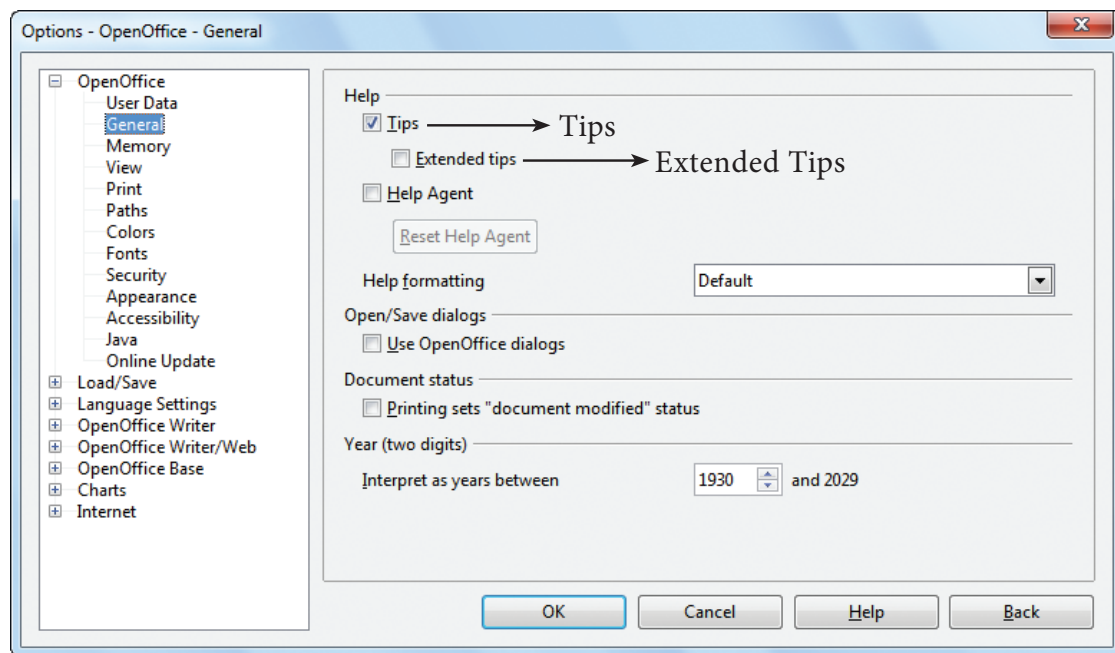 Options - OpenOffice - General
OpenOffice
User Data
General
Memory
View
Print
Paths
Colors
Fonts
Security
Appearance
Accessibility
Java
Online Update
Load/Save
Language Settings
OpenOffice Writer
OpenOffice Writer/Web
OpenOffice Base
Charts
Internet
Help
Tips Tips
Extended tips Extended Tips
Help Agent
Reset Help Agent
Help formatting Default
Open/Save dialogs
Use OpenOffice dialogs
Document status
Printing sets "document modified" status
Year (two digits)
Interpret as years between 1930 and 2029
OK Cancel Help Back